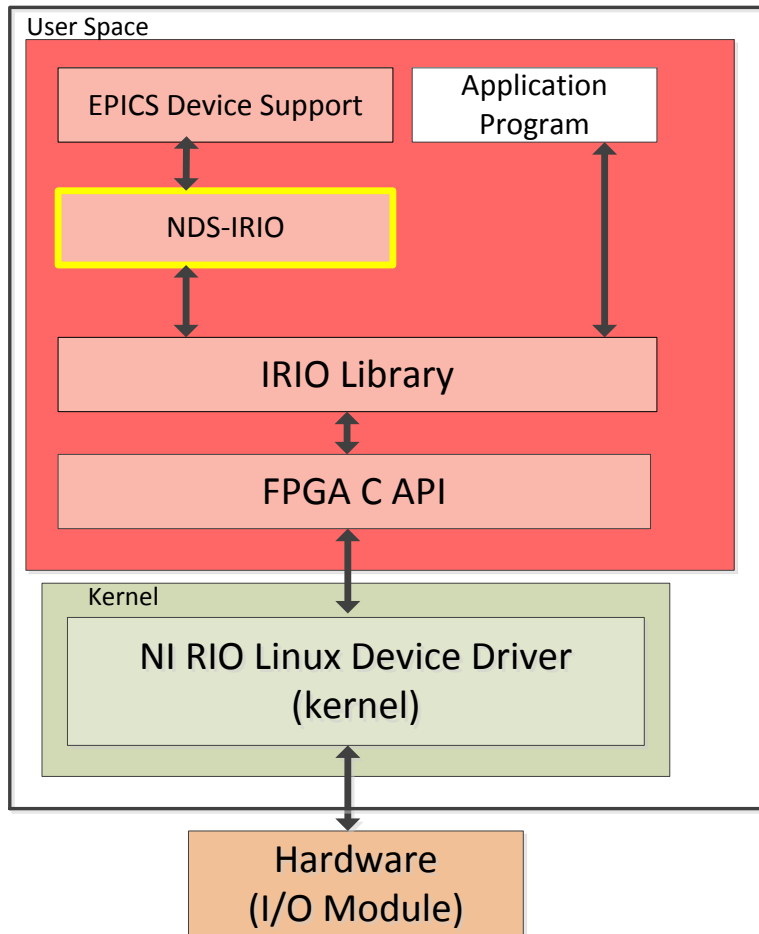 User Space
EPICS Device Support
Application
Program
NDS-IRIO
IRIO Library
FPGA C API
Kernel
NI RIO Linux Device Driver
(kernel)
Hardware
(I/O Module)